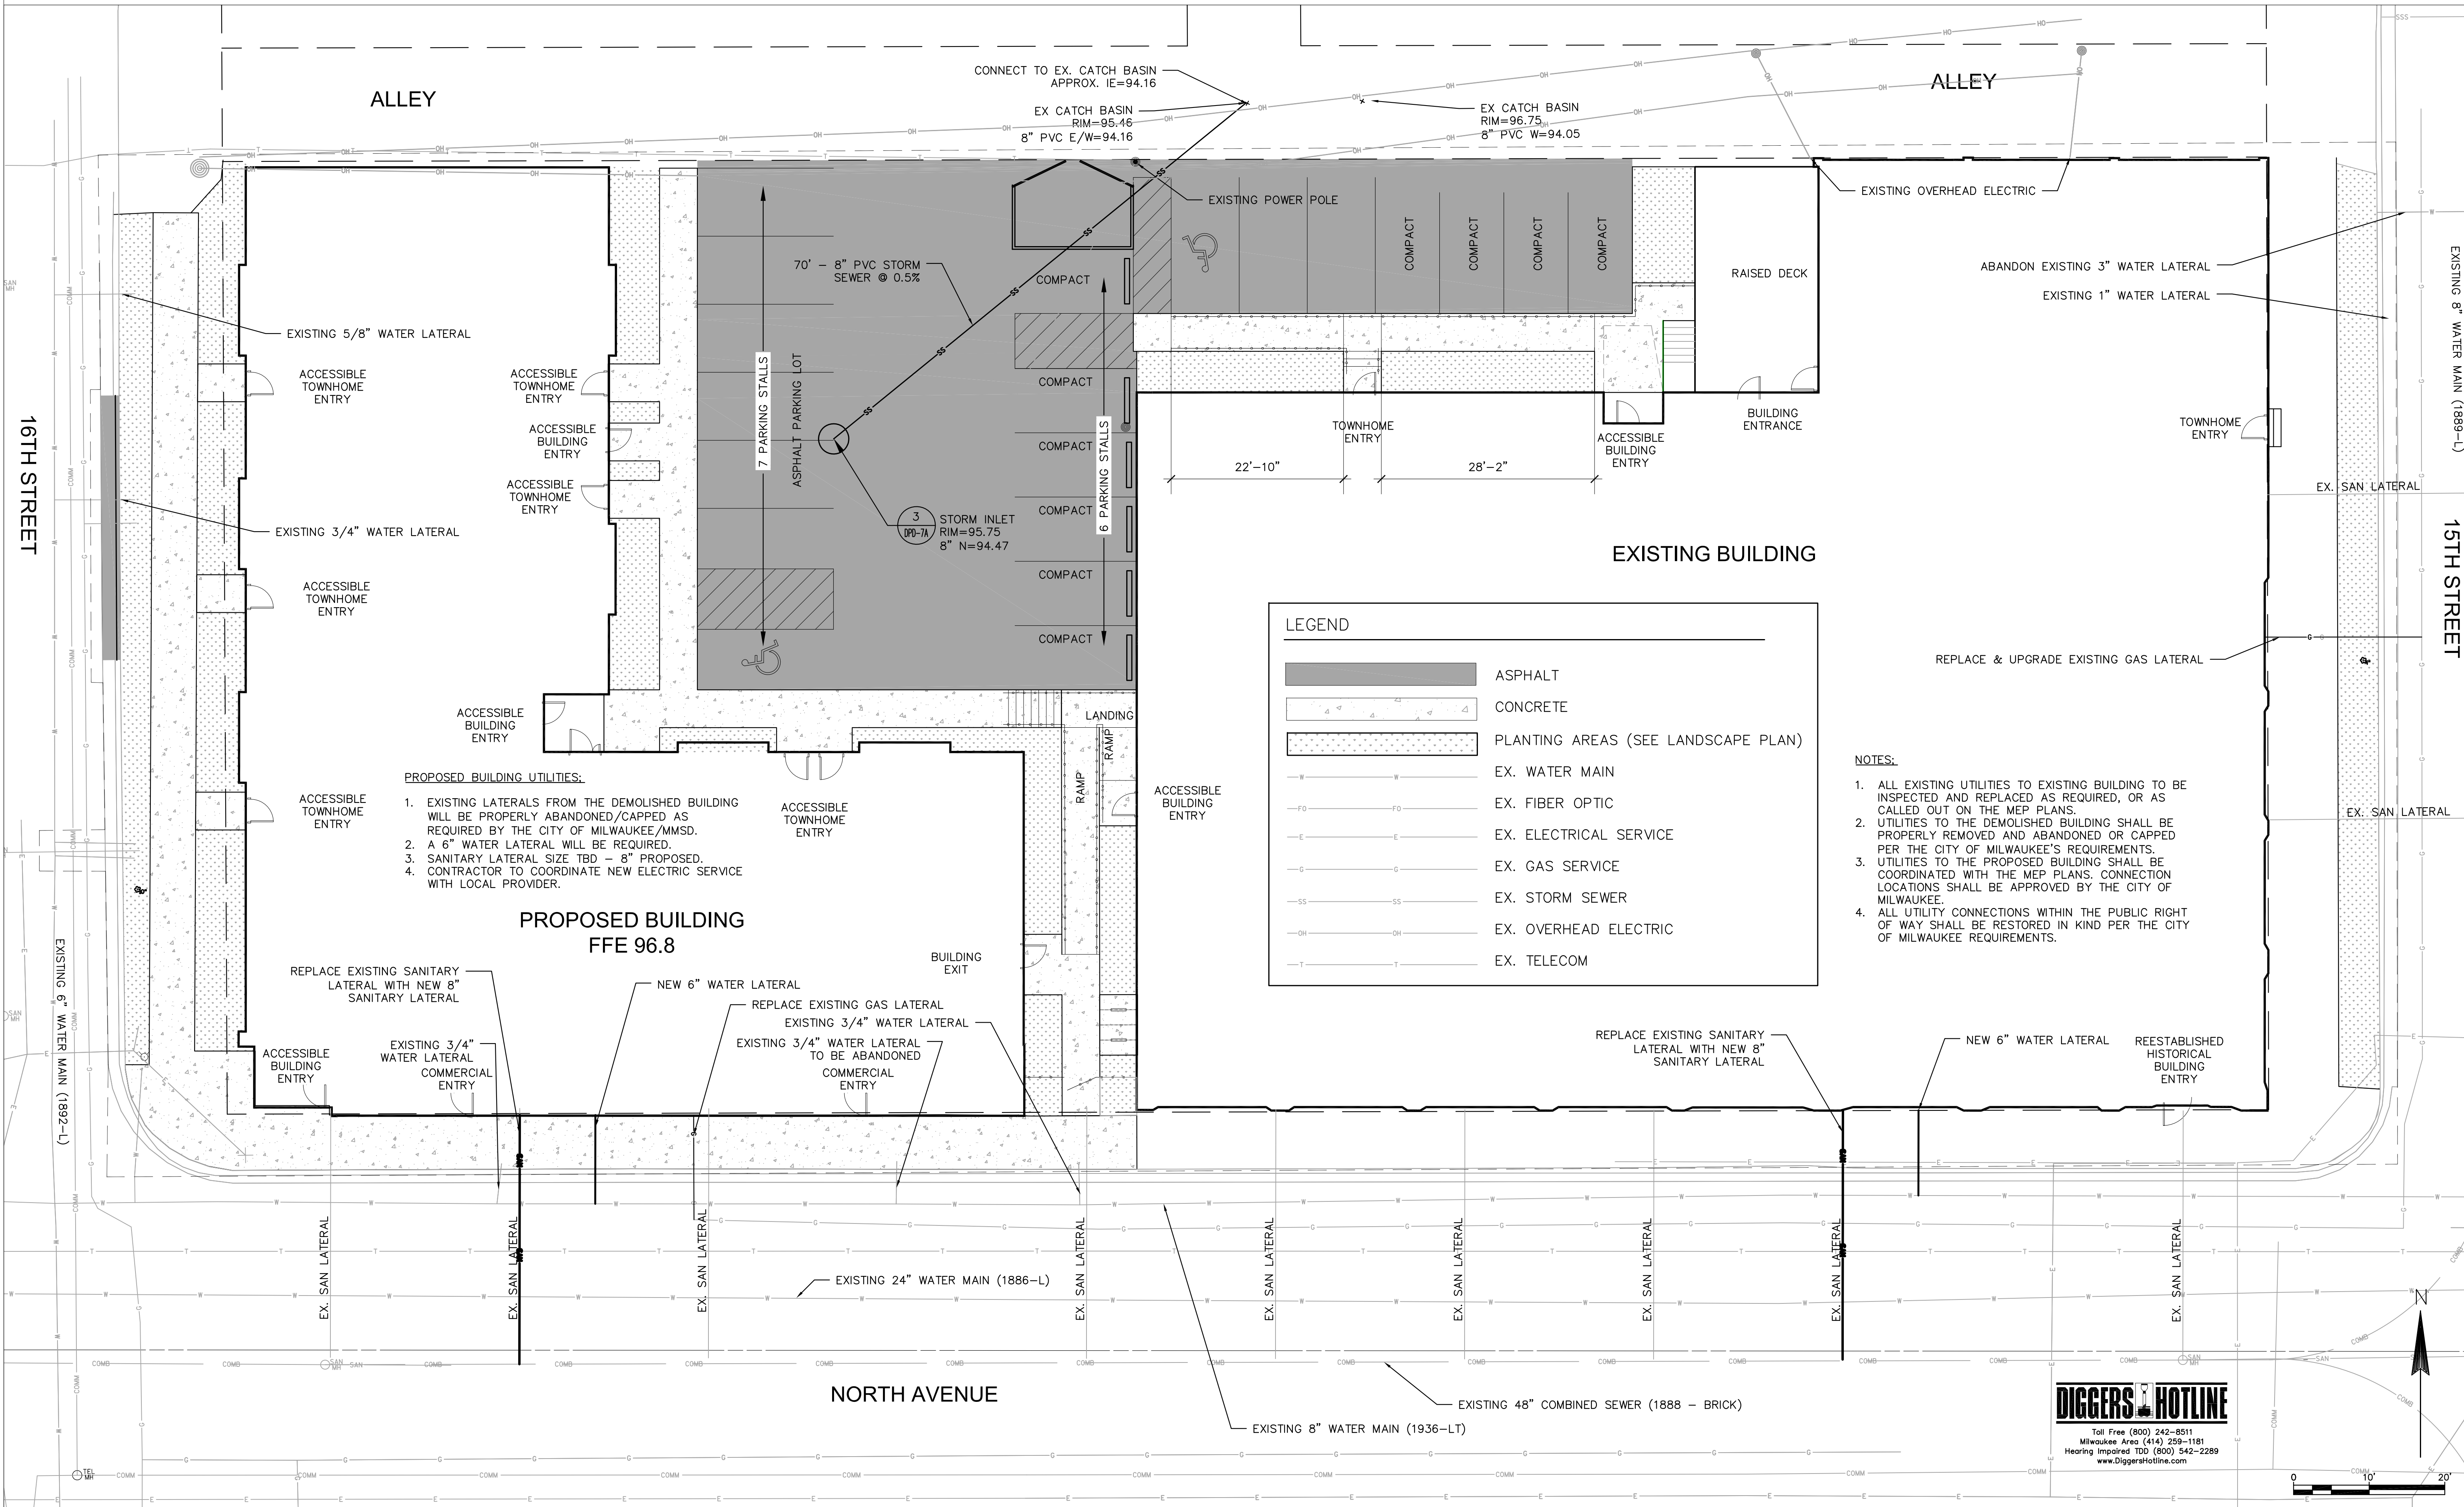 ALLEY
ALLEY
CONNECT TO EX. CATCH BASIN
APPROX. IE=94.16
EX CATCH BASIN
RIM=95.46
8" PVC E/W=94.16
EX CATCH BASIN
RIM=96.75
8" PVC W=94.05
EXISTING POWER POLE
EXISTING OVERHEAD ELECTRIC
70' - 8" PVC STORM
SEWER @ 0.5%
COMPACT
COMPACT
COMPACT
COMPACT
COMPACT
COMPACT
COMPACT
COMPACT
COMPACT
COMPACT
RAISED DECK
ABANDON EXISTING 3" WATER LATERAL
EXISTING 1" WATER LATERAL
EXISTING 8" WATER MAIN (1889-L)
EXISTING 5/8" WATER LATERAL
ACCESSIBLE
TOWNHOME
ENTRY
ACCESSIBLE
TOWNHOME
ENTRY
ACCESSIBLE
BUILDING
ENTRY
ACCESSIBLE
TOWNHOME
ENTRY
7 PARKING STALLS
ASPHALT PARKING LOT
6 PARKING STALLS
TOWNHOME
ENTRY
ACCESSIBLE
BUILDING
ENTRY
BUILDING
ENTRANCE
TOWNHOME
ENTRY
22'-10"
28'-2"
16TH STREET
15TH STREET
EX. SAN LATERAL
EXISTING 3/4" WATER LATERAL
3
DPD-7A
STORM INLET
RIM=95.75
8" N=94.47
EXISTING BUILDING
ACCESSIBLE
TOWNHOME
ENTRY
REPLACE & UPGRADE EXISTING GAS LATERAL
LEGEND
ASPHALT
CONCRETE
PLANTING AREAS (SEE LANDSCAPE PLAN)
W W EX. WATER MAIN
FO FO EX. FIBER OPTIC
E E EX. ELECTRICAL SERVICE
G G EX. GAS SERVICE
SS SS EX. STORM SEWER
OH OH EX. OVERHEAD ELECTRIC
T T EX. TELECOM
ACCESSIBLE
BUILDING
ENTRY
LANDING
RAMP
RAMP
ACCESSIBLE
BUILDING
ENTRY
ACCESSIBLE
TOWNHOME
ENTRY
ACCESSIBLE
TOWNHOME
ENTRY
PROPOSED BUILDING UTILITIES:
1. EXISTING LATERALS FROM THE DEMOLISHED BUILDING
WILL BE PROPERLY ABANDONED/CAPPED AS
REQUIRED BY THE CITY OF MILWAUKEE/MMSD.
2. A 6" WATER LATERAL WILL BE REQUIRED.
3. SANITARY LATERAL SIZE TBD - 8" PROPOSED.
4. CONTRACTOR TO COORDINATE NEW ELECTRIC SERVICE
WITH LOCAL PROVIDER.
NOTES:
1. ALL EXISTING UTILITIES TO EXISTING BUILDING TO BE
INSPECTED AND REPLACED AS REQUIRED, OR AS
CALLED OUT ON THE MEP PLANS.
2. UTILITIES TO THE DEMOLISHED BUILDING SHALL BE
PROPERLY REMOVED AND ABANDONED OR CAPPED
PER THE CITY OF MILWAUKEE'S REQUIREMENTS.
3. UTILITIES TO THE PROPOSED BUILDING SHALL BE
COORDINATED WITH THE MEP PLANS. CONNECTION
LOCATIONS SHALL BE APPROVED BY THE CITY OF
MILWAUKEE.
4. ALL UTILITY CONNECTIONS WITHIN THE PUBLIC RIGHT
OF WAY SHALL BE RESTORED IN KIND PER THE CITY
OF MILWAUKEE REQUIREMENTS.
EX. SAN LATERAL
PROPOSED BUILDING
FFE 96.8
BUILDING
EXIT
EXISTING 6" WATER MAIN (1892-L)
REPLACE EXISTING SANITARY
LATERAL WITH NEW 8"
SANITARY LATERAL
NEW 6" WATER LATERAL
REPLACE EXISTING GAS LATERAL
EXISTING 3/4" WATER LATERAL
EXISTING 3/4" WATER LATERAL
TO BE ABANDONED
EXISTING 3/4"
WATER LATERAL
COMMERCIAL
ENTRY
COMMERCIAL
ENTRY
ACCESSIBLE
BUILDING
ENTRY
REPLACE EXISTING SANITARY
LATERAL WITH NEW 8"
SANITARY LATERAL
NEW 6" WATER LATERAL
REESTABLISHED
HISTORICAL
BUILDING
ENTRY
EX. SAN LATERAL
EX. SAN LATERAL
EX. SAN LATERAL
EX. SAN LATERAL
EX. SAN LATERAL
EX. SAN LATERAL
EX. SAN LATERAL
EX. SAN LATERAL
EX. SAN LATERAL
EXISTING 24" WATER MAIN (1886-L)
NORTH AVENUE
EXISTING 48" COMBINED SEWER (1888 - BRICK)
EXISTING 8" WATER MAIN (1936-LT)
SAN
MH
TEL
MH
N
DIGGERS HOTLINE
Toll Free (800) 242-8511
Milwaukee Area (414) 259-1181
Hearing Impaired TDD (800) 542-2289
www.DiggersHotline.com
0 10' 20'